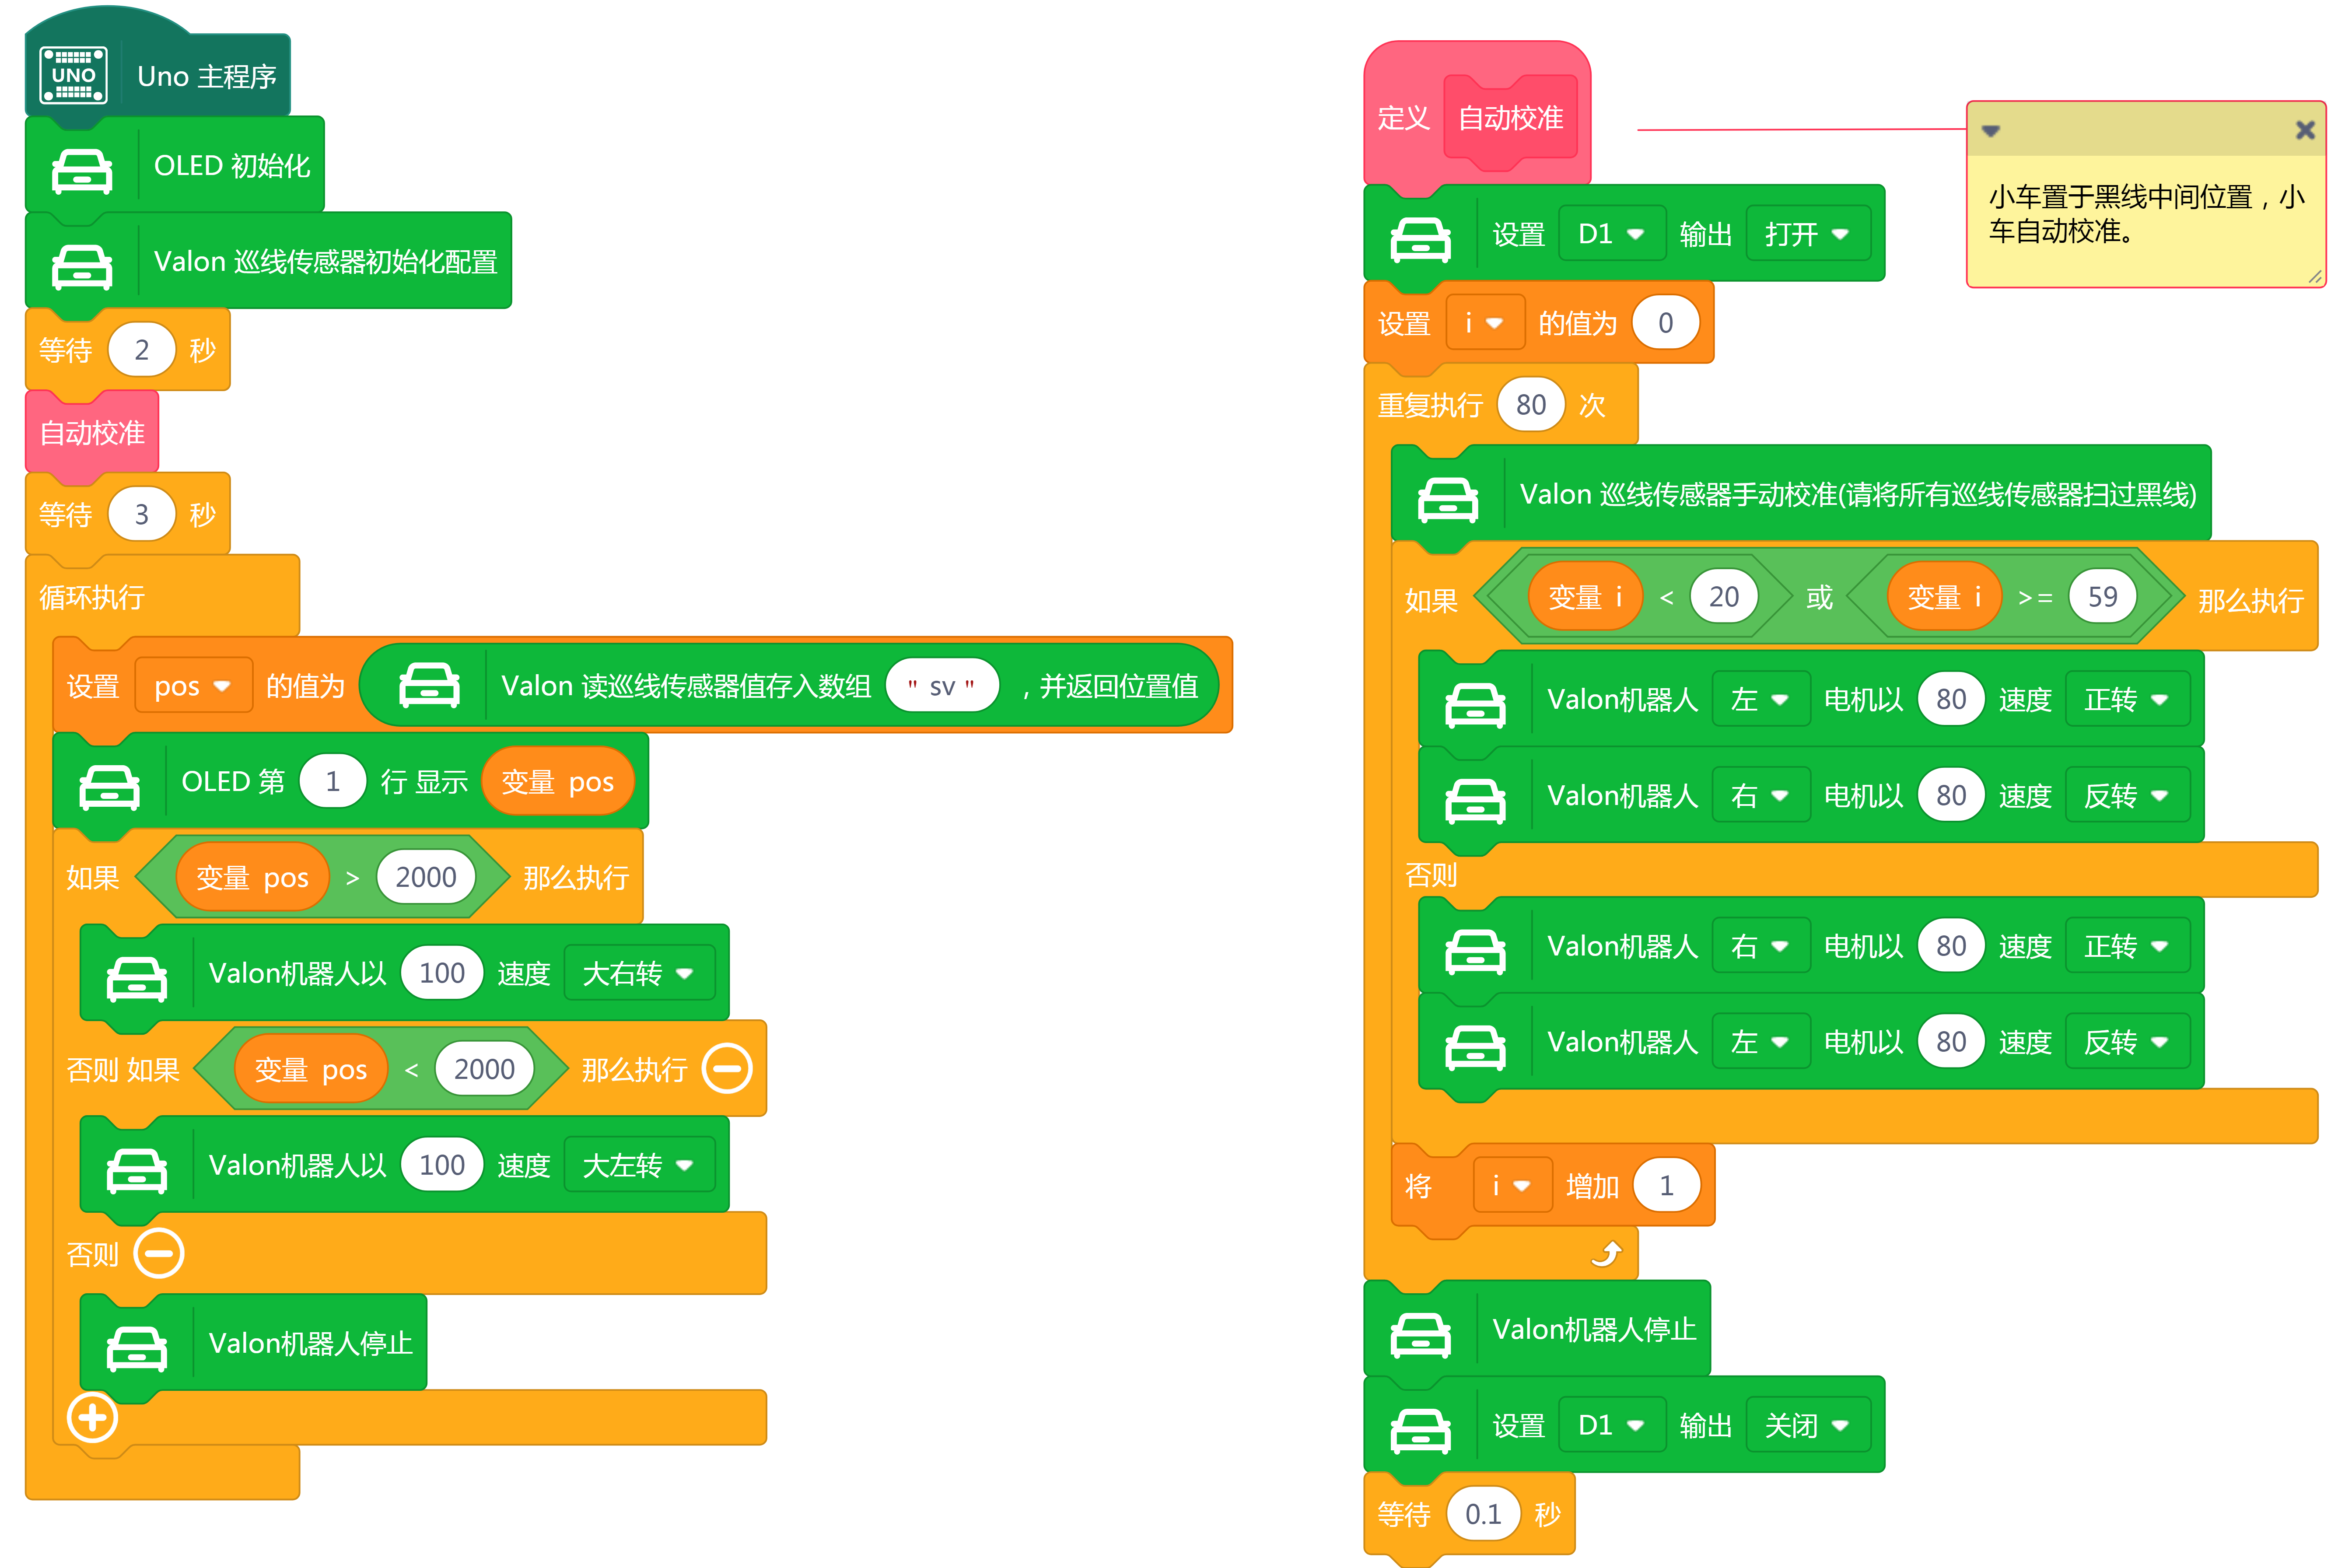 UNO Uno 主程序
OLED 初始化
Valon 巡线传感器初始化配置
等待 2 秒
自动校准
等待 3 秒
循环执行
设置 pos 的值为 Valon 读巡线传感器值存入数组 "sv" ，并返回位置值
OLED 第 1 行 显示 变量 pos
如果 变量 pos > 2000 那么执行
Valon机器人以 100 速度 大右转
否则 如果 变量 pos < 2000 那么执行
Valon机器人以 100 速度 大左转
否则
Valon机器人停止
定义 自动校准
小车置于黑线中间位置，小
车自动校准。
设置 D1 输出 打开
设置 i 的值为 0
重复执行 80 次
Valon 巡线传感器手动校准(请将所有巡线传感器扫过黑线)
如果 变量 i < 20 或 变量 i >= 59 那么执行
Valon机器人 左 电机以 80 速度 正转
Valon机器人 右 电机以 80 速度 反转
否则
Valon机器人 右 电机以 80 速度 正转
Valon机器人 左 电机以 80 速度 反转
将 i 增加 1
Valon机器人停止
设置 D1 输出 关闭
等待 0.1 秒